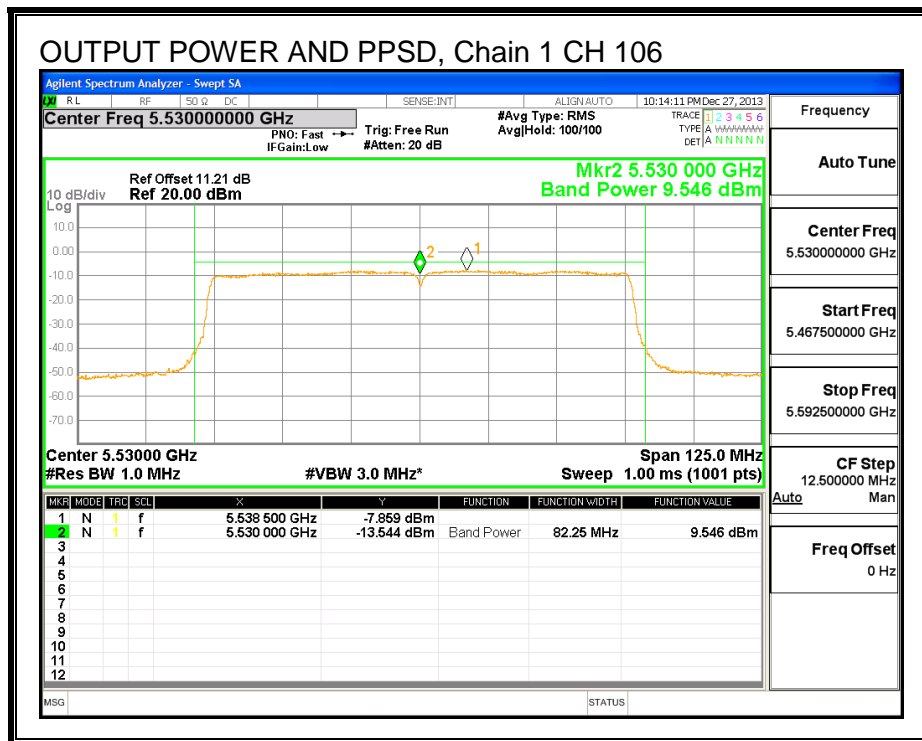 OUTPUT POWER AND PPSD, Chain 1 CH 106
Agilent Spectrum Analyzer - Swept SA
LXI RL RF 50 Ω DC SENSE:INT ALIGN AUTO 10:14:11 PM Dec 27, 2013
Center Freq 5.530000000 GHz
PNO: Fast
IFGain:Low
Trig: Free Run
#Atten: 20 dB
#Avg Type: RMS
Avg|Hold: 100/100
TRACE 1 2 3 4 5 6
TYPE A WWWWW
DET A N N N N N
Mkr2 5.530 000 GHz
Band Power 9.546 dBm
Ref Offset 11.21 dB
Ref 20.00 dBm
10 dB/div
Log
10.0
0.00
-10.0
-20.0
-30.0
-40.0
-50.0
-60.0
-70.0
2
1
Center 5.53000 GHz
Span 125.0 MHz
#Res BW 1.0 MHz
#VBW 3.0 MHz*
Sweep 1.00 ms (1001 pts)
MKR MODE TRC SCL X Y FUNCTION FUNCTION WIDTH FUNCTION VALUE
1 N 1 f 5.538 500 GHz -7.859 dBm
2 N 1 f 5.530 000 GHz -13.544 dBm Band Power 82.25 MHz 9.546 dBm
3
4
5
6
7
8
9
10
11
12
MSG
STATUS
Frequency
Auto Tune
Center Freq
5.530000000 GHz
Start Freq
5.467500000 GHz
Stop Freq
5.592500000 GHz
CF Step
12.500000 MHz
Auto Man
Freq Offset
0 Hz